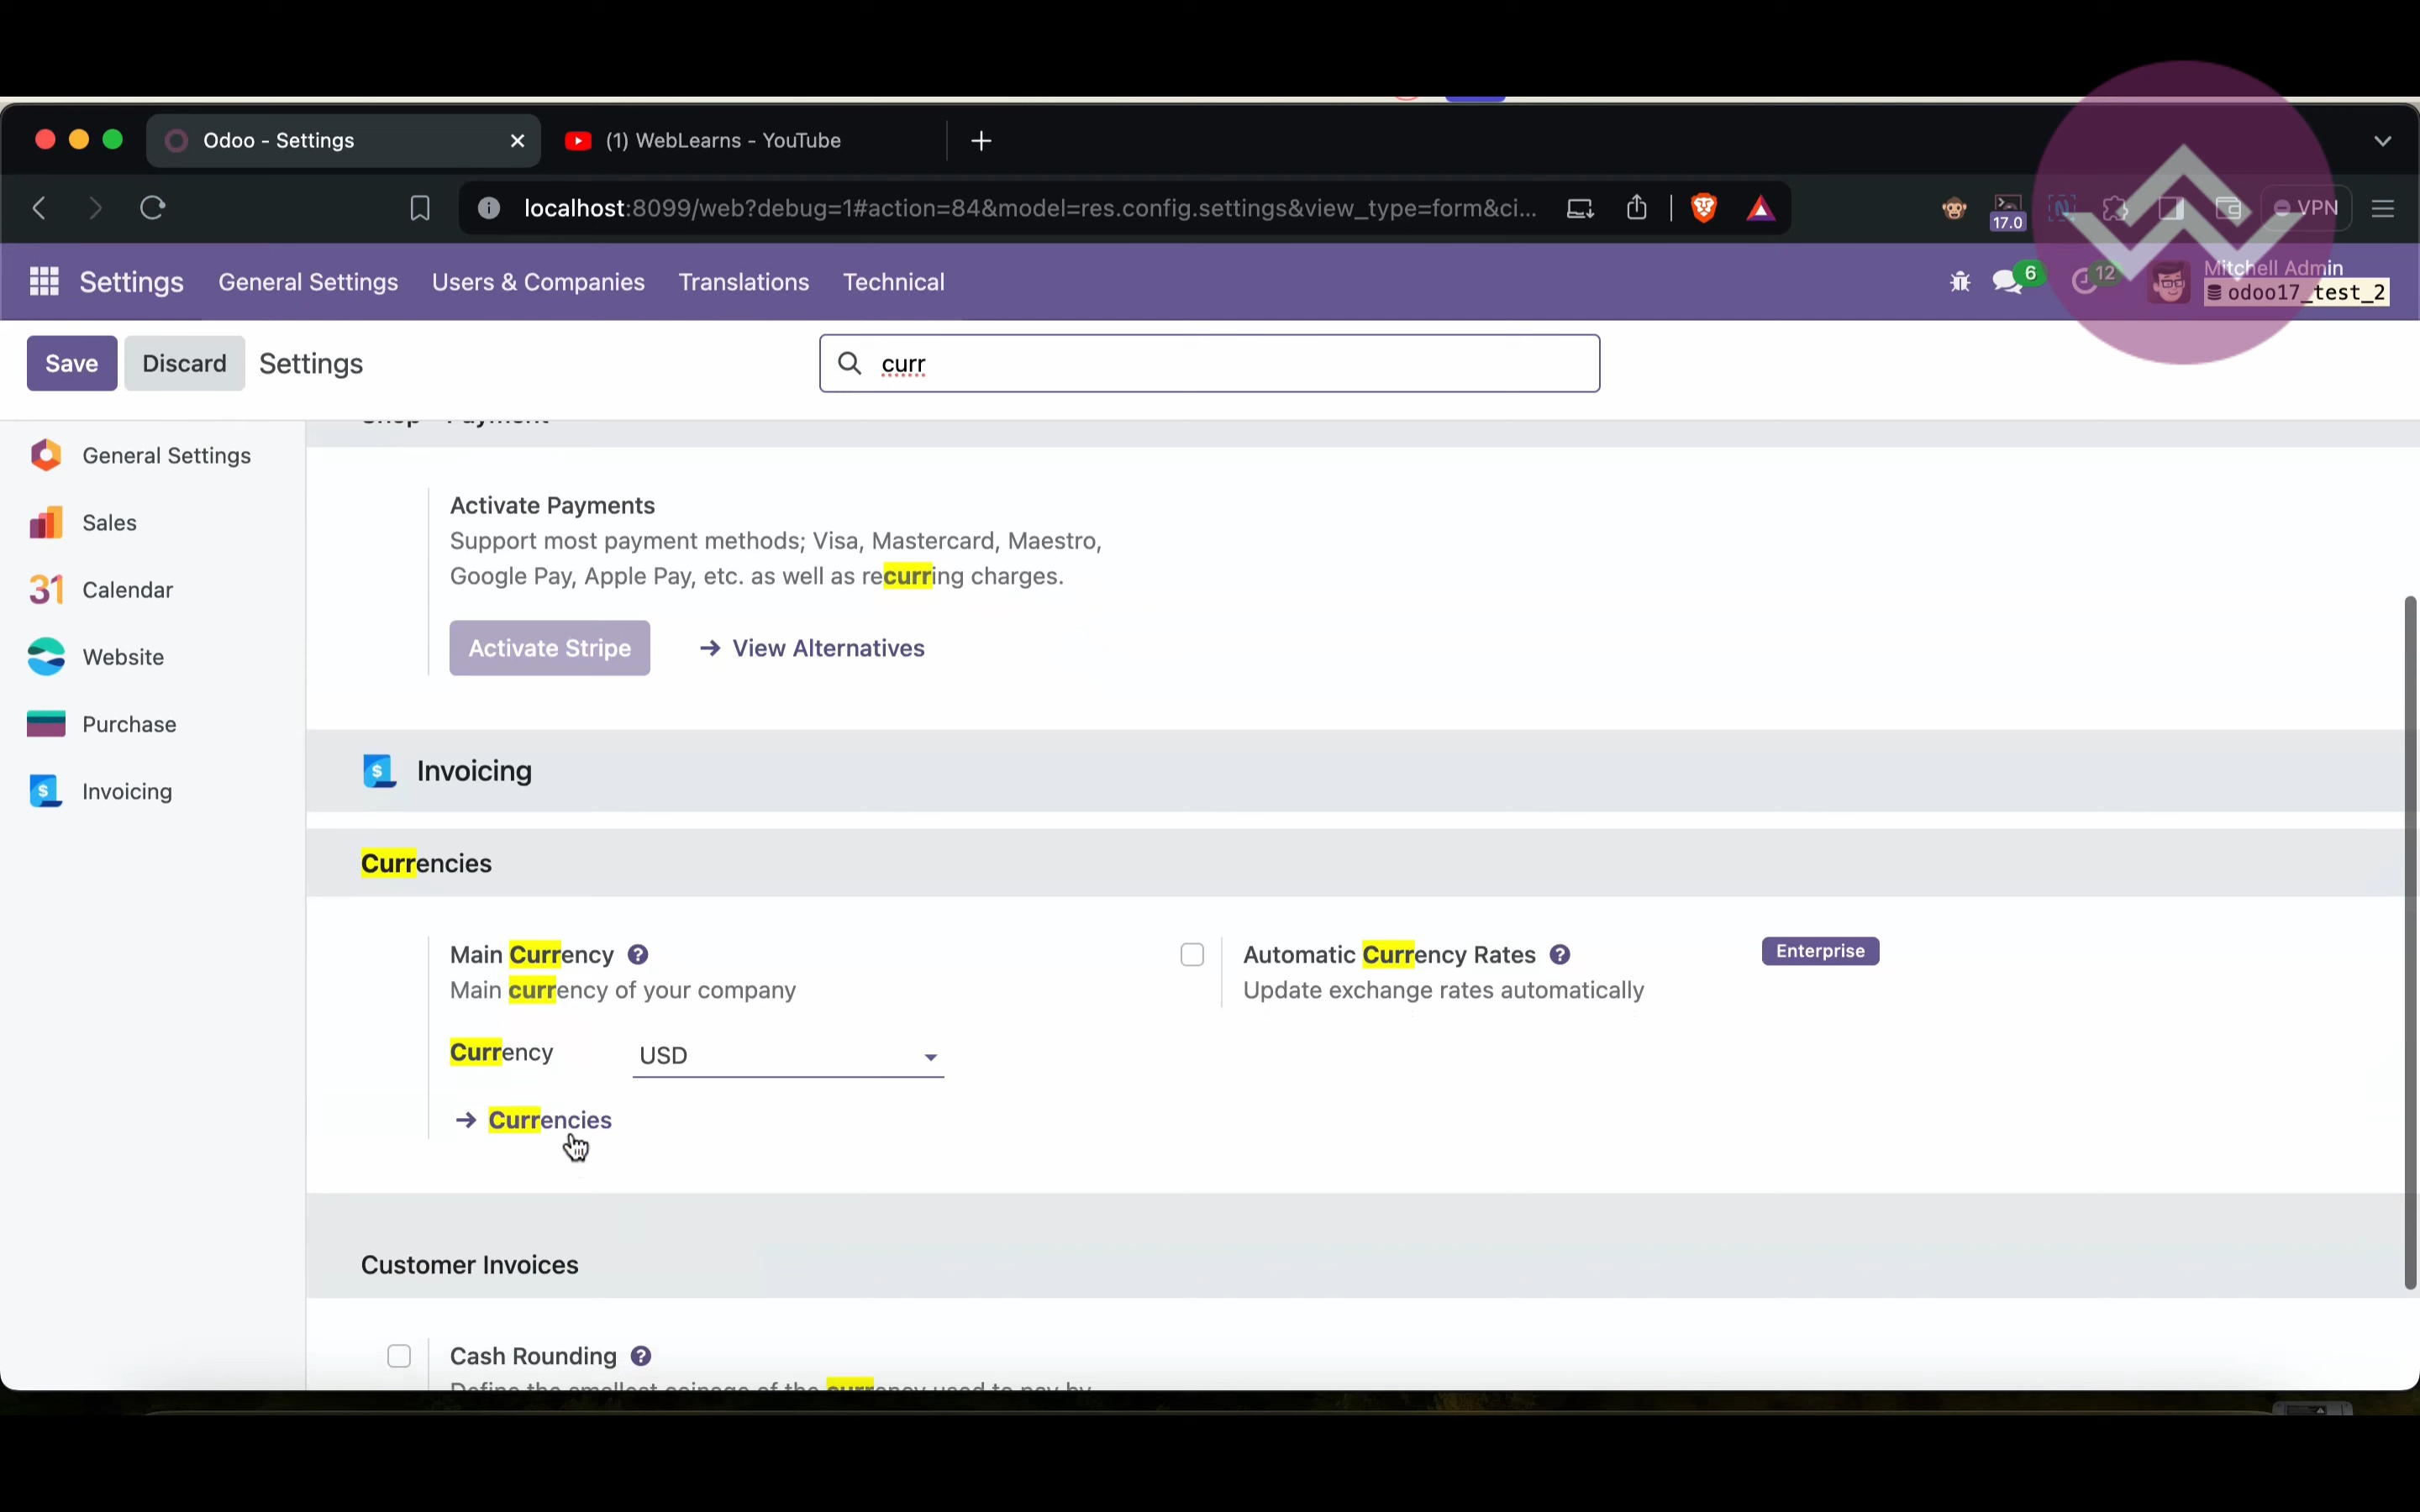 Odoo - Settings
(1) WebLearns - YouTube
localhost:8099/web?debug=1#action=84&model=res.config.settings&view_type=form&ci...
17.0
VPN
Settings
General Settings
Users & Companies
Translations
Technical
6
12
Mitchell Admin
odoo17_test_2
Save
Discard
Settings
curr
General Settings
Sales
31 Calendar
Website
Purchase
Invoicing
Shop - Payment
Activate Payments
Support most payment methods; Visa, Mastercard, Maestro,
Google Pay, Apple Pay, etc. as well as recurring charges.
Activate Stripe
View Alternatives
Invoicing
Currencies
Main Currency ?
Main currency of your company
Currency
USD
Currencies
Automatic Currency Rates ?
Enterprise
Update exchange rates automatically
Customer Invoices
Cash Rounding ?
Define the smallest coinage of the currency used to pay by